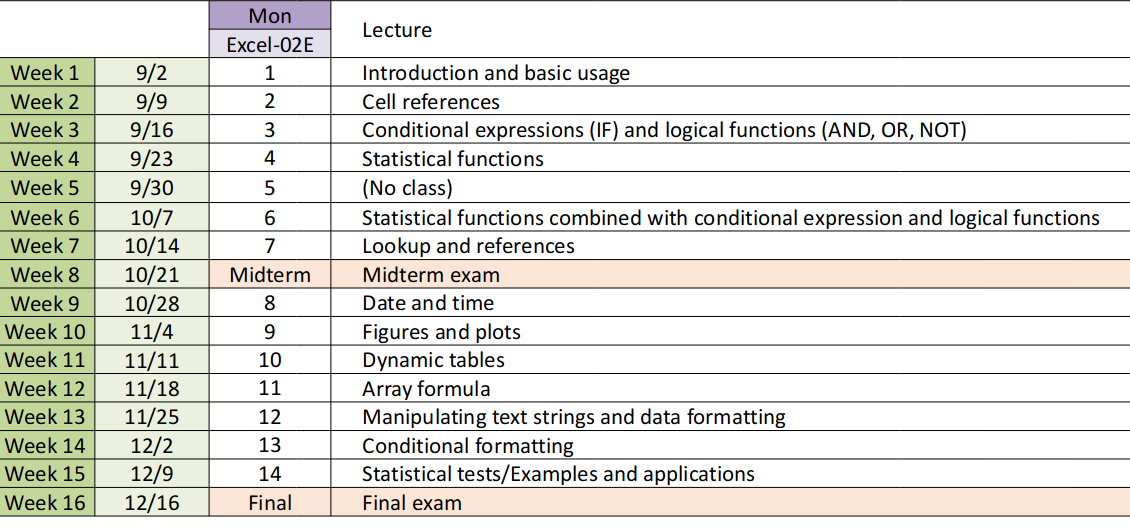 Mon
Excel-02E
Lecture
Week 1 9/2 1 Introduction and basic usage
Week 2 9/9 2 Cell references
Week 3 9/16 3 Conditional expressions (IF) and logical functions (AND, OR, NOT)
Week 4 9/23 4 Statistical functions
Week 5 9/30 5 (No class)
Week 6 10/7 6 Statistical functions combined with conditional expression and logical functions
Week 7 10/14 7 Lookup and references
Week 8 10/21 Midterm Midterm exam
Week 9 10/28 8 Date and time
Week 10 11/4 9 Figures and plots
Week 11 11/11 10 Dynamic tables
Week 12 11/18 11 Array formula
Week 13 11/25 12 Manipulating text strings and data formatting
Week 14 12/2 13 Conditional formatting
Week 15 12/9 14 Statistical tests/Examples and applications
Week 16 12/16 Final Final exam